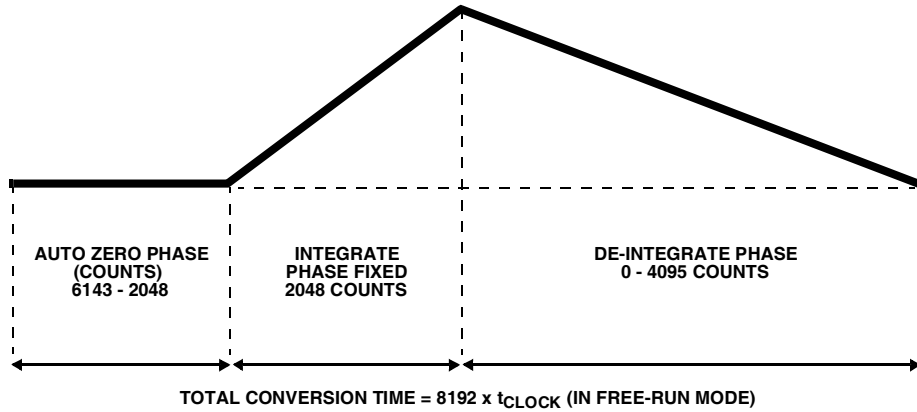 AUTO ZERO PHASE
(COUNTS)
6143 - 2048
INTEGRATE
PHASE FIXED
2048 COUNTS
DE-INTEGRATE PHASE
0 - 4095 COUNTS
TOTAL CONVERSION TIME = 8192 x tCLOCK (IN FREE-RUN MODE)